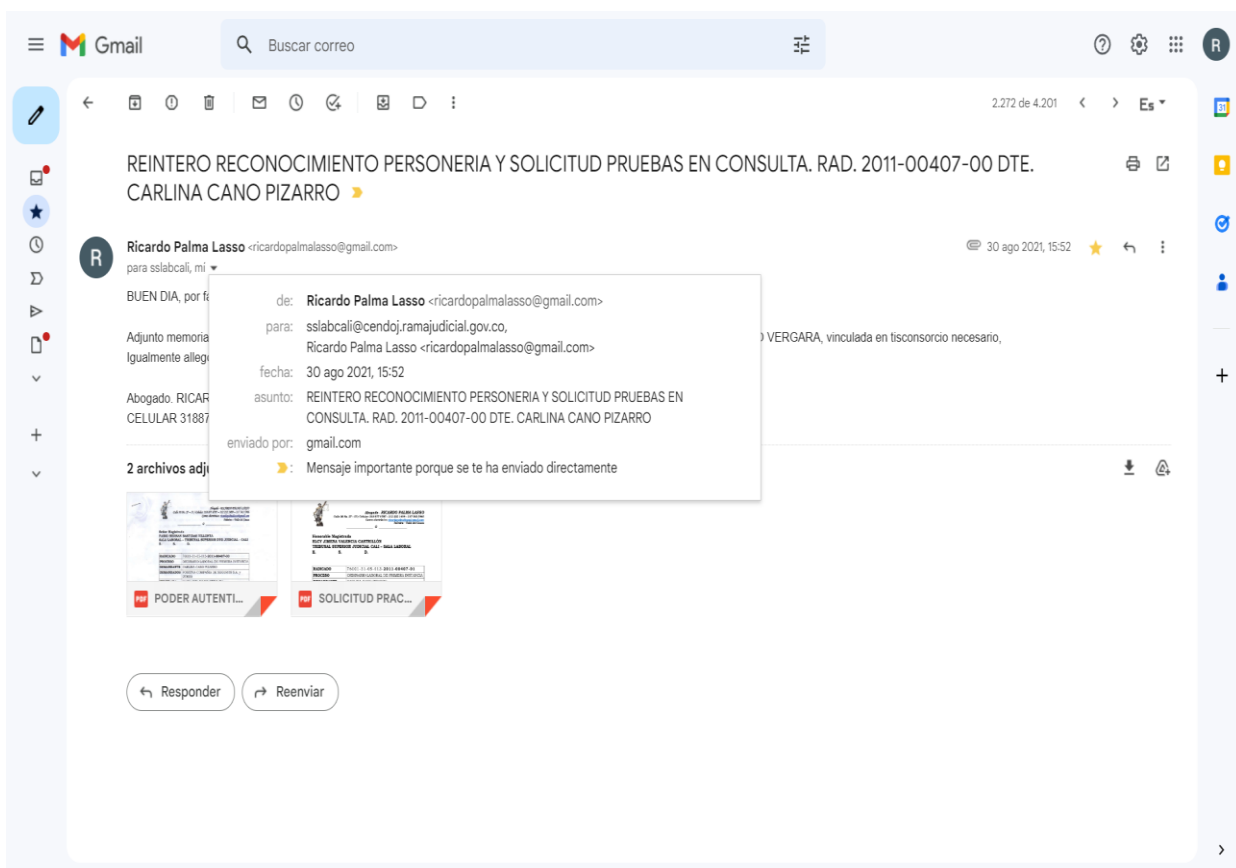 Gmail
Buscar correo
R
2.272 de 4.201
Es
31
REINTERO RECONOCIMIENTO PERSONERIA Y SOLICITUD PRUEBAS EN CONSULTA. RAD. 2011-00407-00 DTE.
CARLINA CANO PIZARRO
R
Ricardo Palma Lasso <ricardopalmalasso@gmail.com>
30 ago 2021, 15:52
para sslabcali, mi
BUEN DIA, por fa
Adjunto memoria
O VERGARA, vinculada en tisconsorcio necesario,
Igualmente allego
Abogado. RICAR
CELULAR 31887
de: Ricardo Palma Lasso <ricardopalmalasso@gmail.com>
para: sslabcali@cendoj.ramajudicial.gov.co,
Ricardo Palma Lasso <ricardopalmalasso@gmail.com>
fecha: 30 ago 2021, 15:52
asunto: REINTERO RECONOCIMIENTO PERSONERIA Y SOLICITUD PRUEBAS EN
CONSULTA. RAD. 2011-00407-00 DTE. CARLINA CANO PIZARRO
enviado por: gmail.com
: Mensaje importante porque se te ha enviado directamente
2 archivos adju
PDF PODER AUTENTI...
PDF SOLICITUD PRAC...
Responder
Reenviar